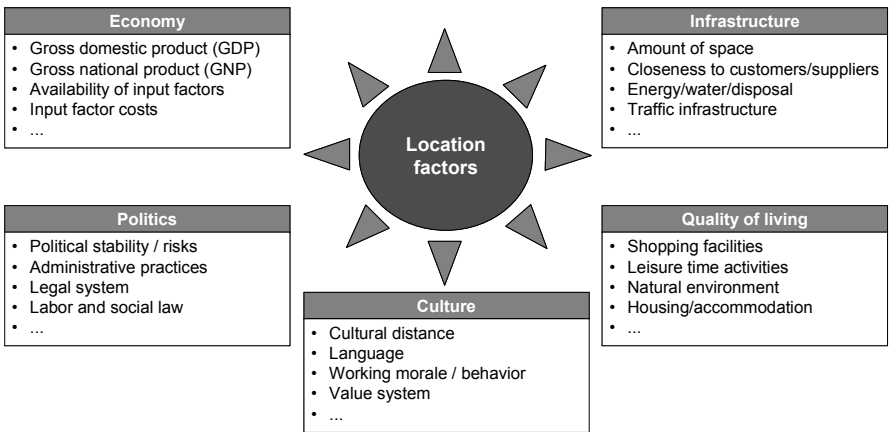 Economy
• Gross domestic product (GDP)
• Gross national product (GNP)
• Availability of input factors
• Input factor costs
• ...
Infrastructure
• Amount of space
• Closeness to customers/suppliers
• Energy/water/disposal
• Traffic infrastructure
• ...
Location
factors
Politics
• Political stability / risks
• Administrative practices
• Legal system
• Labor and social law
• ...
Quality of living
• Shopping facilities
• Leisure time activities
• Natural environment
• Housing/accommodation
• ...
Culture
• Cultural distance
• Language
• Working morale / behavior
• Value system
• ...